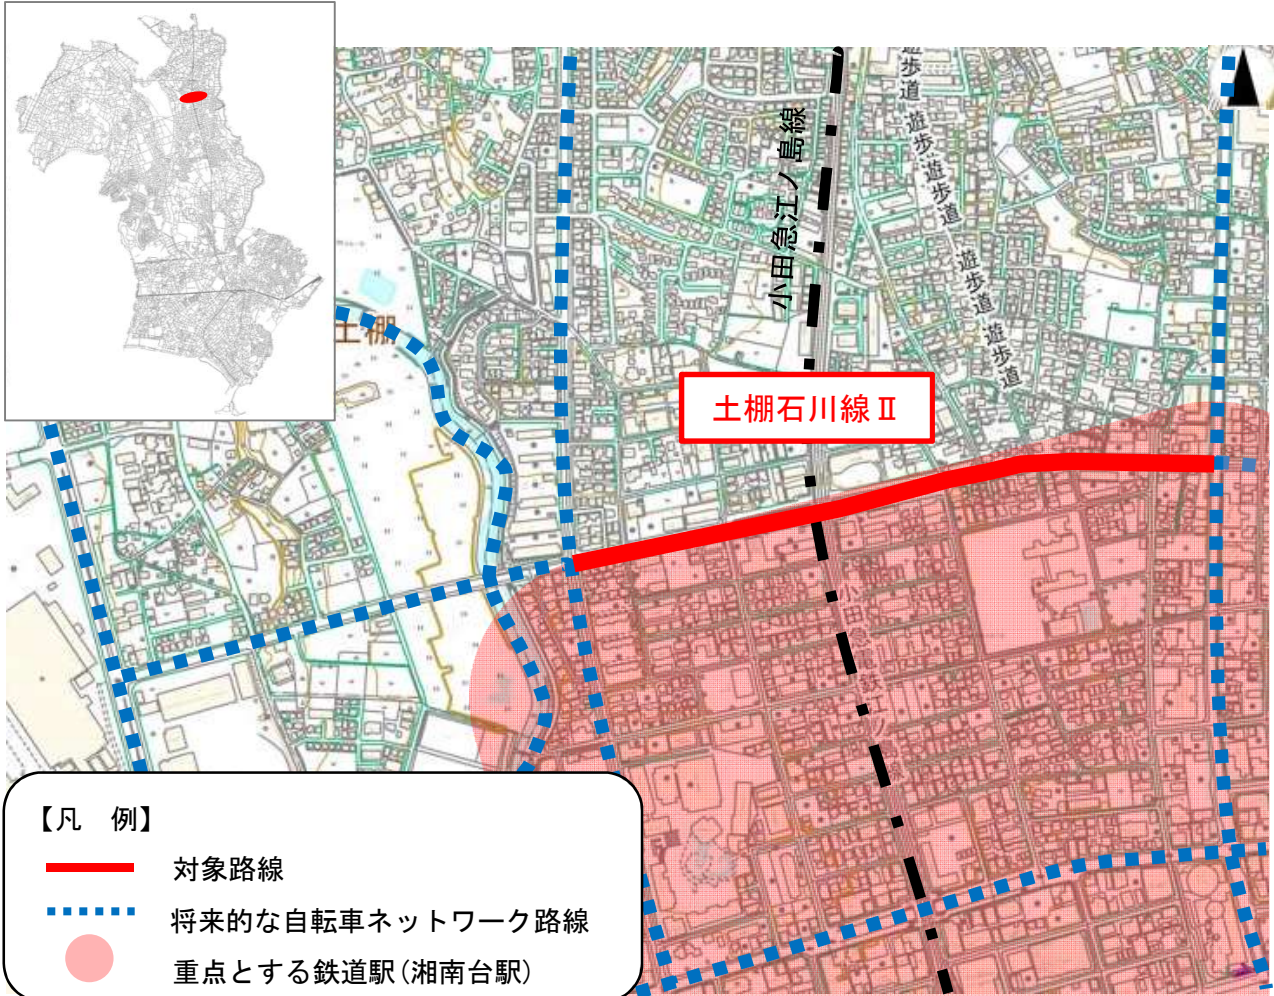 小田急江ノ島線
遊歩道
遊歩道
遊歩道
遊歩道
遊歩道
土棚
土棚石川線Ⅱ
【凡　例】
対象路線
将来的な自転車ネットワーク路線
重点とする鉄道駅(湘南台駅)